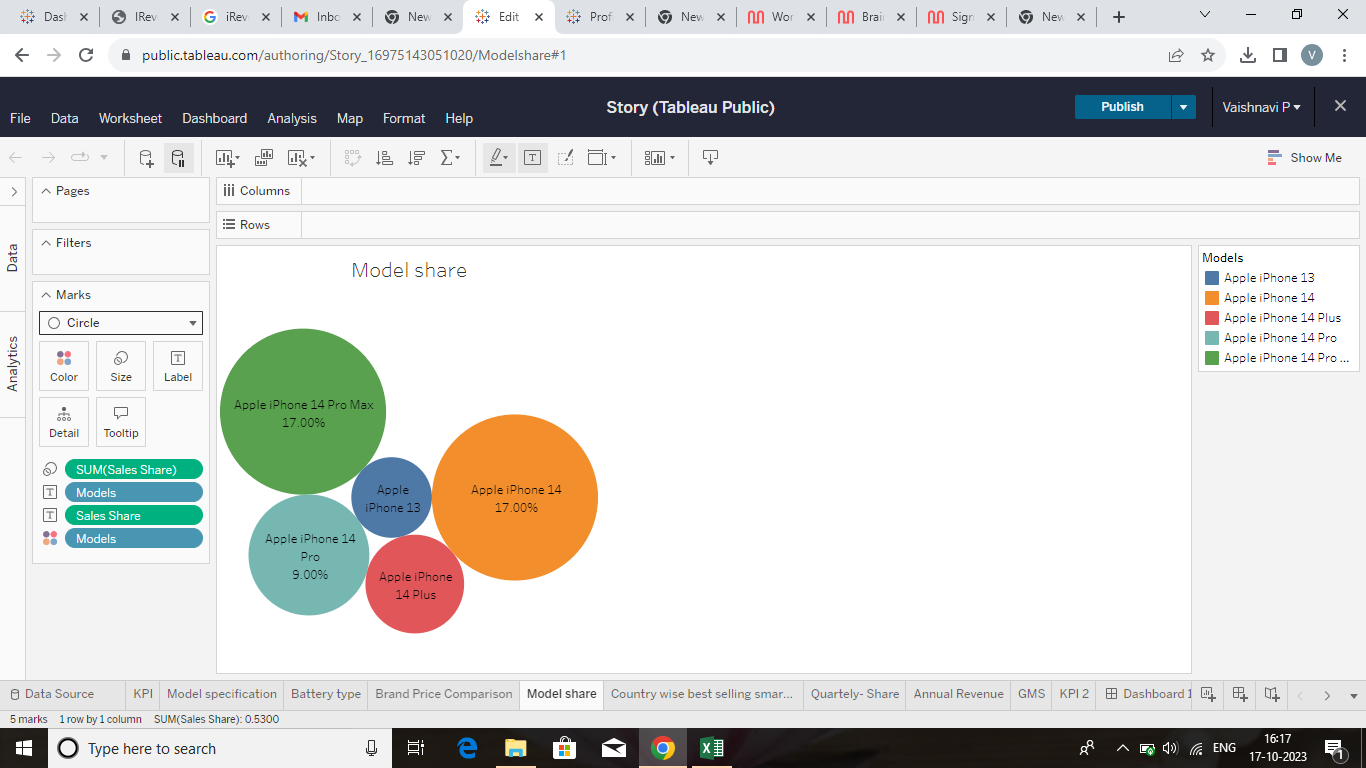 Dash
IRev
iRev
Inbo
New
Edit
Profi
New
Wor
Brai
Sign
New
public.tableau.com/authoring/Story_16975143051020/Modelshare#1
V
Story (Tableau Public)
Publish
Vaishnavi P
File Data Worksheet Dashboard Analysis Map Format Help
Show Me
Pages
Columns
Rows
Filters
Data
Analytics
Marks
Circle
Color Size Label
Detail Tooltip
SUM(Sales Share)
Models
Sales Share
Models
Model share
Apple iPhone 14 Pro Max
17.00%
Apple
iPhone 13
Apple iPhone 14
17.00%
Apple iPhone 14
Pro
9.00%
Apple iPhone
14 Plus
Models
Apple iPhone 13
Apple iPhone 14
Apple iPhone 14 Plus
Apple iPhone 14 Pro
Apple iPhone 14 Pro ...
Data Source KPI Model specification Battery type Brand Price Comparison Model share Country wise best selling smar... Quartely- Share Annual Revenue GMS KPI 2 Dashboard 1
5 marks 1 row by 1 column SUM(Sales Share): 0.5300
Type here to search
ENG
16:17
17-10-2023
1